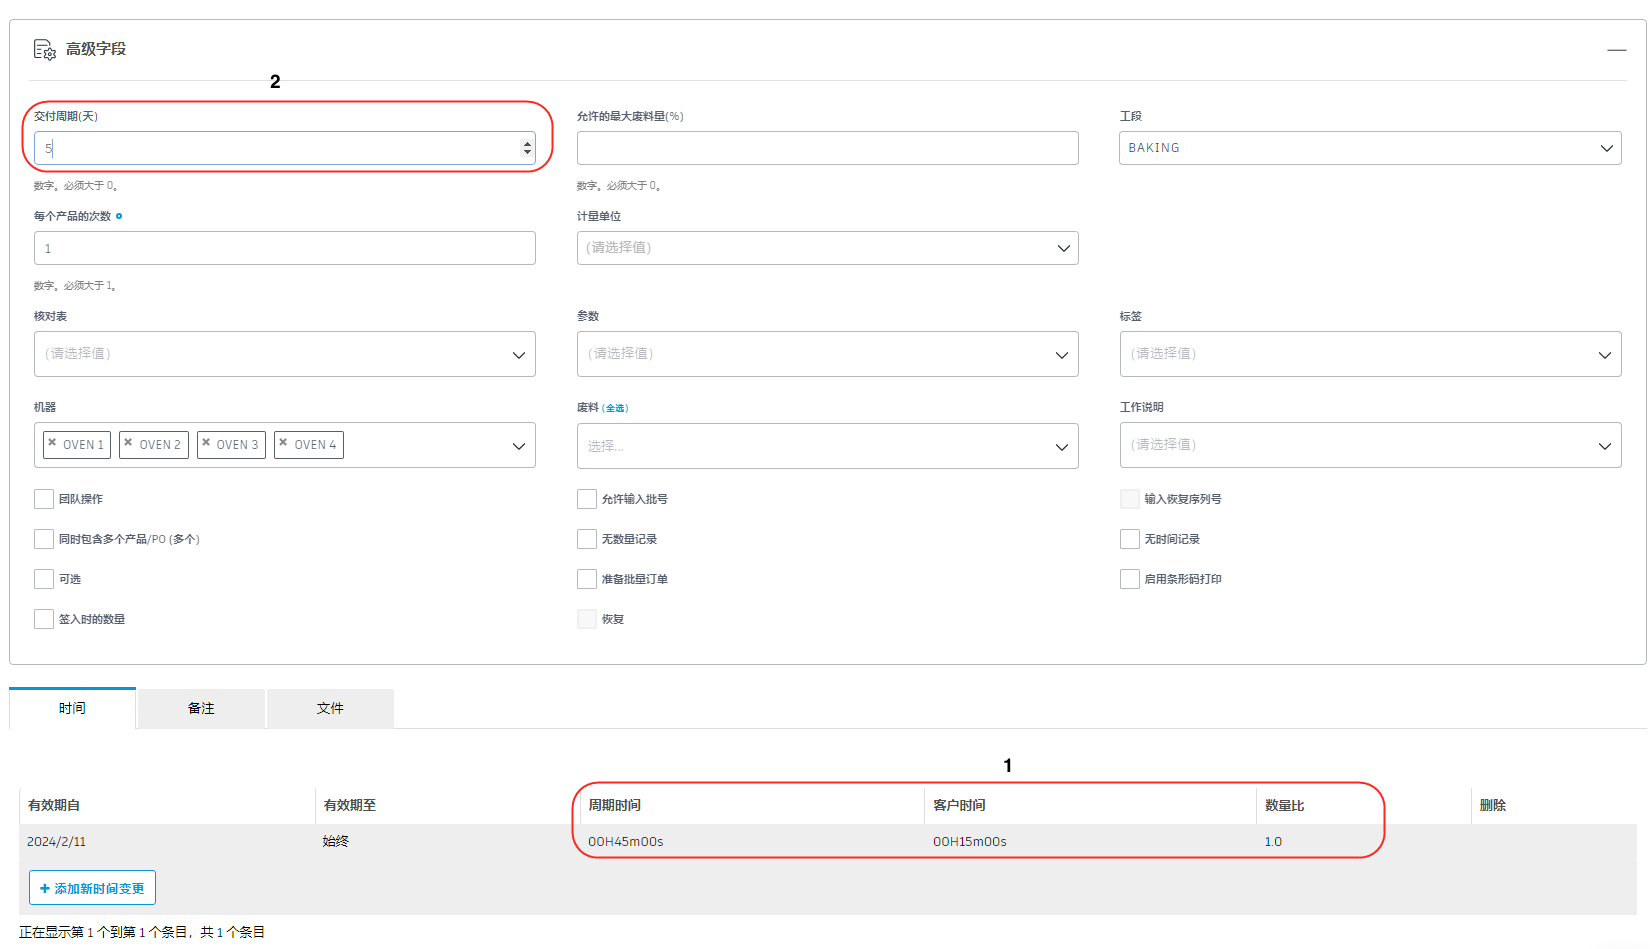 高级字段
2
交付周期(天)
允许的最大废料量(%)
工段
5
BAKING
数字。必须大于 0。
数字。必须大于 0。
每个产品的次数
计量单位
1
(请选择值)
数字。必须大于 1。
核对表
参数
标签
(请选择值)
(请选择值)
(请选择值)
机器
废料 (全选)
工作说明
× OVEN 1 × OVEN 2 × OVEN 3 × OVEN 4
选择...
(请选择值)
团队操作
允许输入批号
输入恢复序列号
同时包含多个产品/PO (多个)
无数量记录
无时间记录
可选
准备批量订单
启用条形码打印
签入时的数量
恢复
时间
备注
文件
1
有效期自
有效期至
周期时间
客户时间
数量比
删除
2024/2/11
始终
00H45m00s
00H15m00s
1.0
+ 添加新时间变更
正在显示第 1 个到第 1 个条目，共 1 个条目